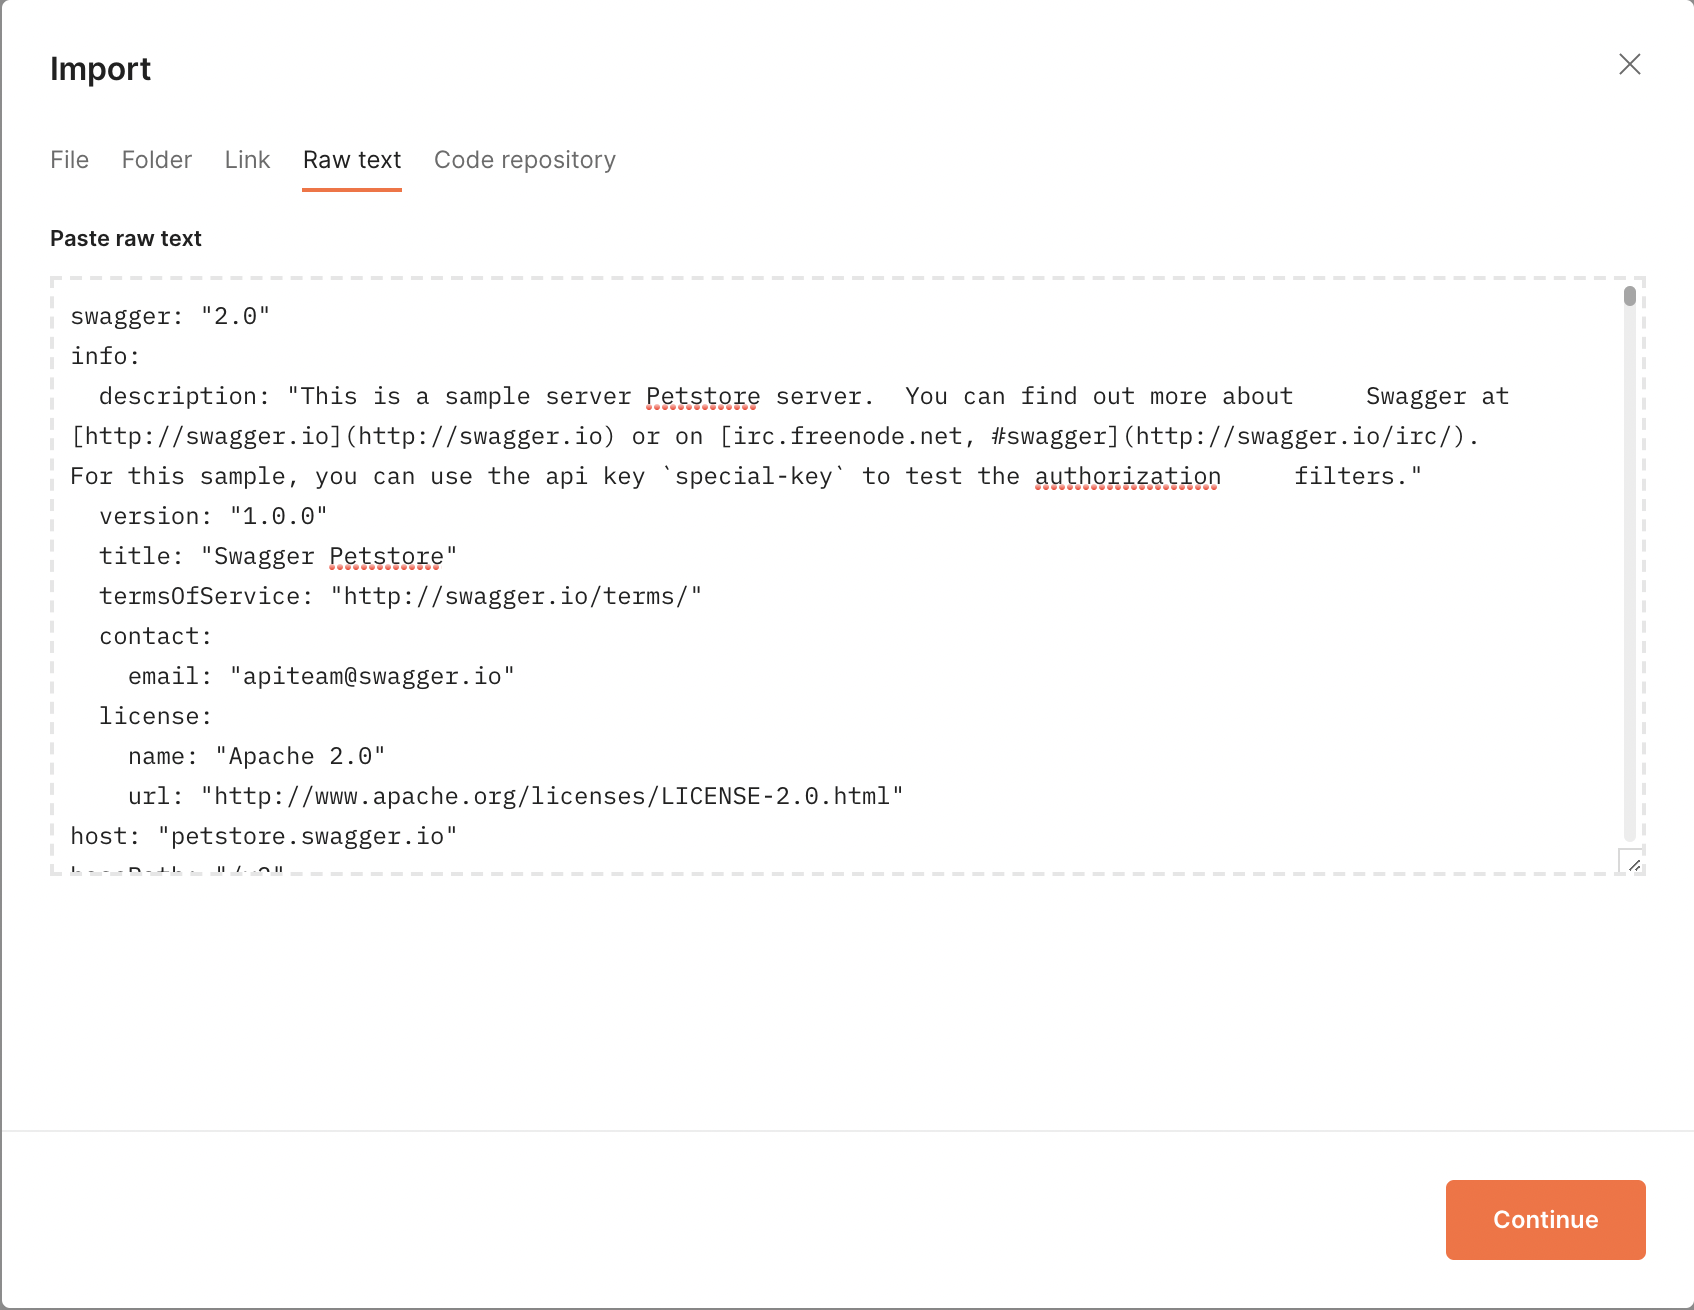 Import
File Folder Link Raw text Code repository
Paste raw text
swagger: "2.0"
info:
  description: "This is a sample server Petstore server.  You can find out more about     Swagger at
[http://swagger.io](http://swagger.io) or on [irc.freenode.net, #swagger](http://swagger.io/irc/).
For this sample, you can use the api key `special-key` to test the authorization     filters."
  version: "1.0.0"
  title: "Swagger Petstore"
  termsOfService: "http://swagger.io/terms/"
  contact:
    email: "apiteam@swagger.io"
  license:
    name: "Apache 2.0"
    url: "http://www.apache.org/licenses/LICENSE-2.0.html"
host: "petstore.swagger.io"
Continue